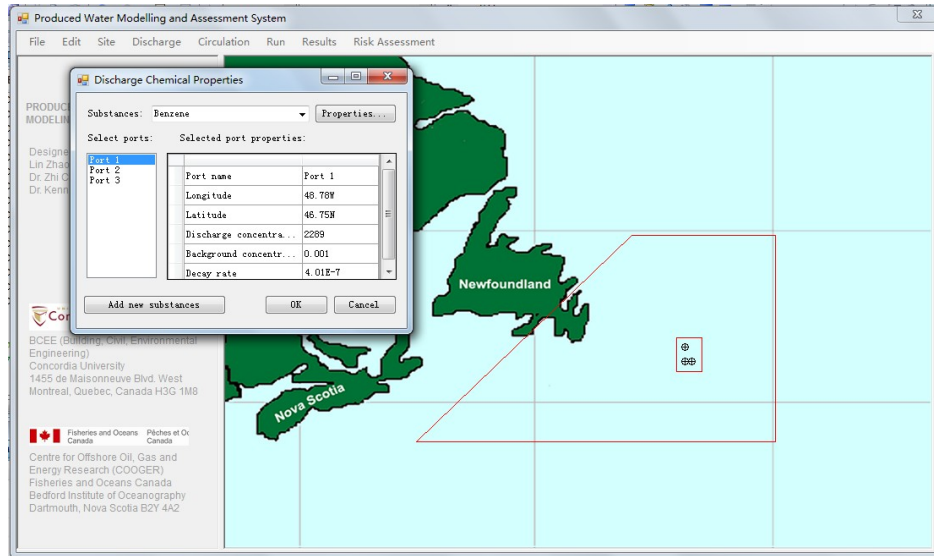 Produced Water Modelling and Assessment System
File Edit Site Discharge Circulation Run Results Risk Assessment
Discharge Chemical Properties
Substances: Benzene Properties...
Select ports: Selected port properties:
Port 1
Port 2
Port 3
Port name Port 1
Longitude 48.78W
Latitude 46.75N
Discharge concentra... 2289
Background concentr... 0.001
Decay rate 4.01E-7
Add new substances OK Cancel
PRODUC
MODELIN
Designe
Lin Zhao
Dr. Zhi C
Dr. Kenn
Cor
BCEE (Building, Civil, Environmental
Engineering)
Concordia University
1455 de Maisonneuve Blvd. West
Montreal, Quebec, Canada H3G 1M8
Fisheries and Oceans Pêches et Oc
Canada Canada
Centre for Offshore Oil, Gas and
Energy Research (COOGER)
Fisheries and Oceans Canada
Bedford Institute of Oceanography
Dartmouth, Nova Scotia B2Y 4A2
Newfoundland
Nova Scotia